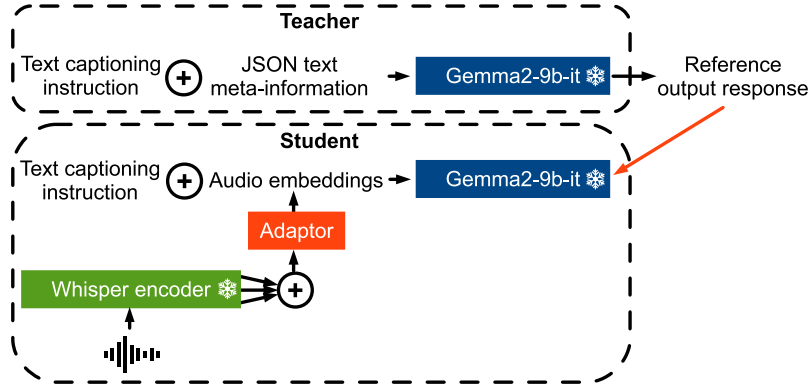 Teacher
Text captioning
instruction
+
JSON text
meta-information
Gemma2-9b-it
Reference
output response
Student
Text captioning
instruction
+
Audio embeddings
Gemma2-9b-it
Adaptor
Whisper encoder
+